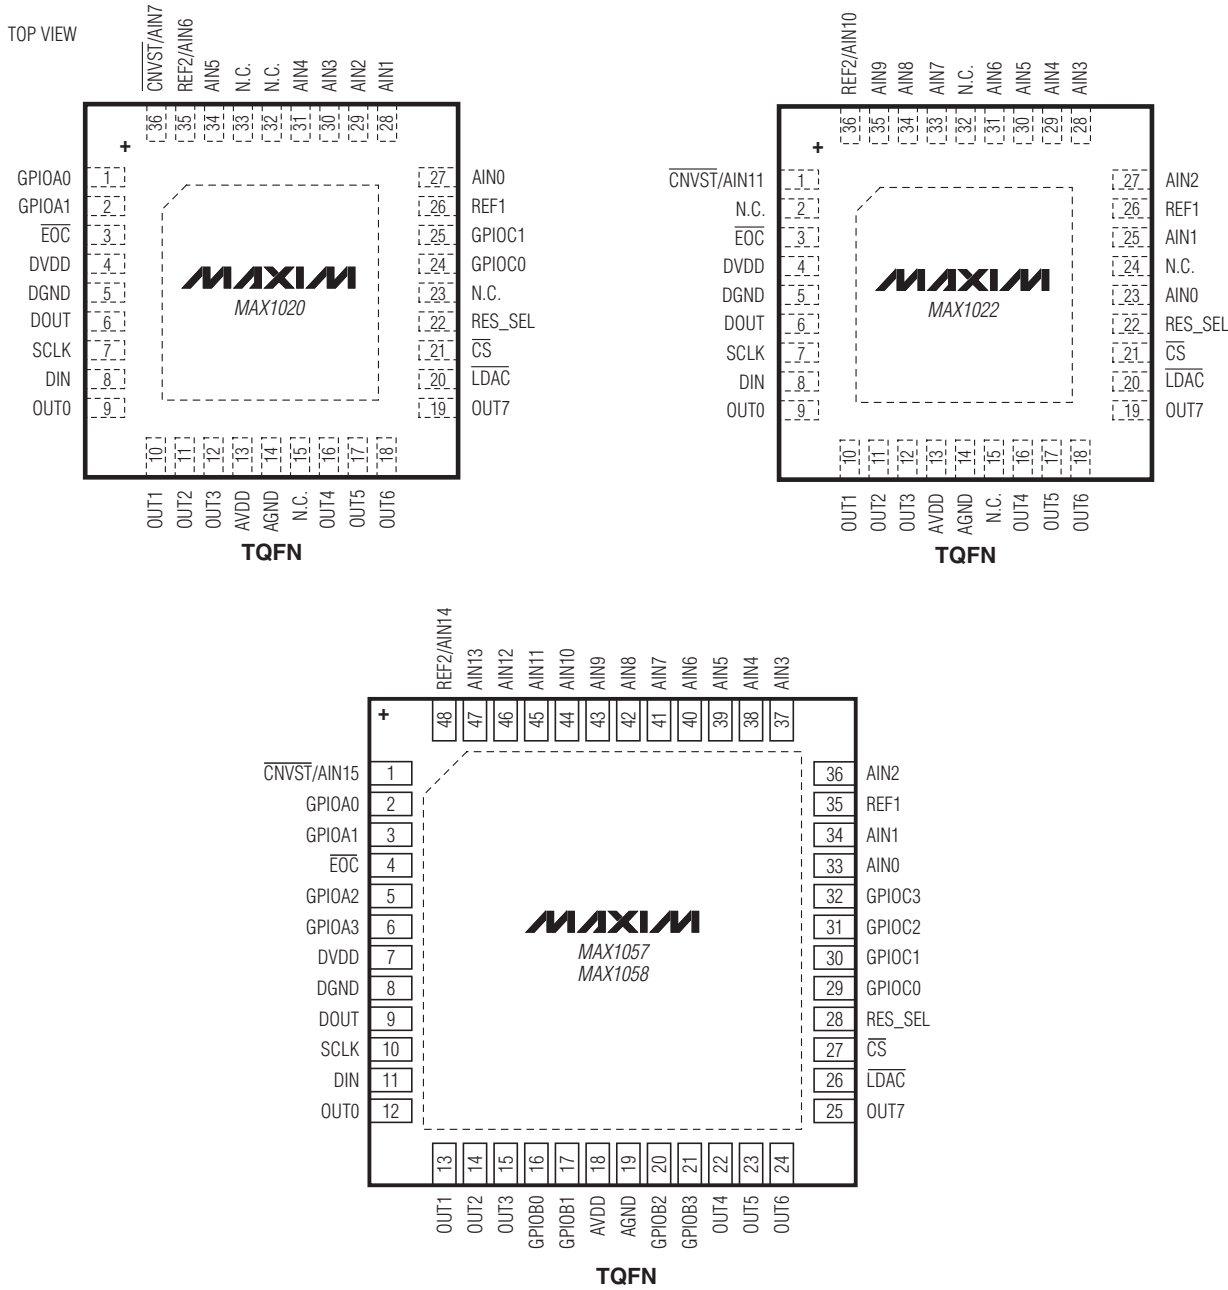 TOP VIEW
CNVST/AIN7
REF2/AIN6
AIN5
N.C.
N.C.
AIN4
AIN3
AIN2
AIN1
36
35
34
33
32
31
30
29
28
+
GPIOA0 1
GPIOA1 2
EOC 3
DVDD 4
DGND 5
DOUT 6
SCLK 7
DIN 8
OUT0 9
MAXIM
MAX1020
27 AIN0
26 REF1
25 GPIOC1
24 GPIOC0
23 N.C.
22 RES_SEL
21 CS
20 LDAC
19 OUT7
10
11
12
13
14
15
16
17
18
OUT1
OUT2
OUT3
AVDD
AGND
N.C.
OUT4
OUT5
OUT6
TQFN
REF2/AIN10
AIN9
AIN8
AIN7
N.C.
AIN6
AIN5
AIN4
AIN3
36
35
34
33
32
31
30
29
28
+
CNVST/AIN11 1
N.C. 2
EOC 3
DVDD 4
DGND 5
DOUT 6
SCLK 7
DIN 8
OUT0 9
MAXIM
MAX1022
27 AIN2
26 REF1
25 AIN1
24 N.C.
23 AIN0
22 RES_SEL
21 CS
20 LDAC
19 OUT7
10
11
12
13
14
15
16
17
18
OUT1
OUT2
OUT3
AVDD
AGND
N.C.
OUT4
OUT5
OUT6
TQFN
REF2/AIN14
AIN13
AIN12
AIN11
AIN10
AIN9
AIN8
AIN7
AIN6
AIN5
AIN4
AIN3
48
47
46
45
44
43
42
41
40
39
38
37
+
CNVST/AIN15 1
GPIOA0 2
GPIOA1 3
EOC 4
GPIOA2 5
GPIOA3 6
DVDD 7
DGND 8
DOUT 9
SCLK 10
DIN 11
OUT0 12
MAXIM
MAX1057
MAX1058
36 AIN2
35 REF1
34 AIN1
33 AIN0
32 GPIOC3
31 GPIOC2
30 GPIOC1
29 GPIOC0
28 RES_SEL
27 CS
26 LDAC
25 OUT7
13
14
15
16
17
18
19
20
21
22
23
24
OUT1
OUT2
OUT3
GPIOB0
GPIOB1
AVDD
AGND
GPIOB2
GPIOB3
OUT4
OUT5
OUT6
TQFN